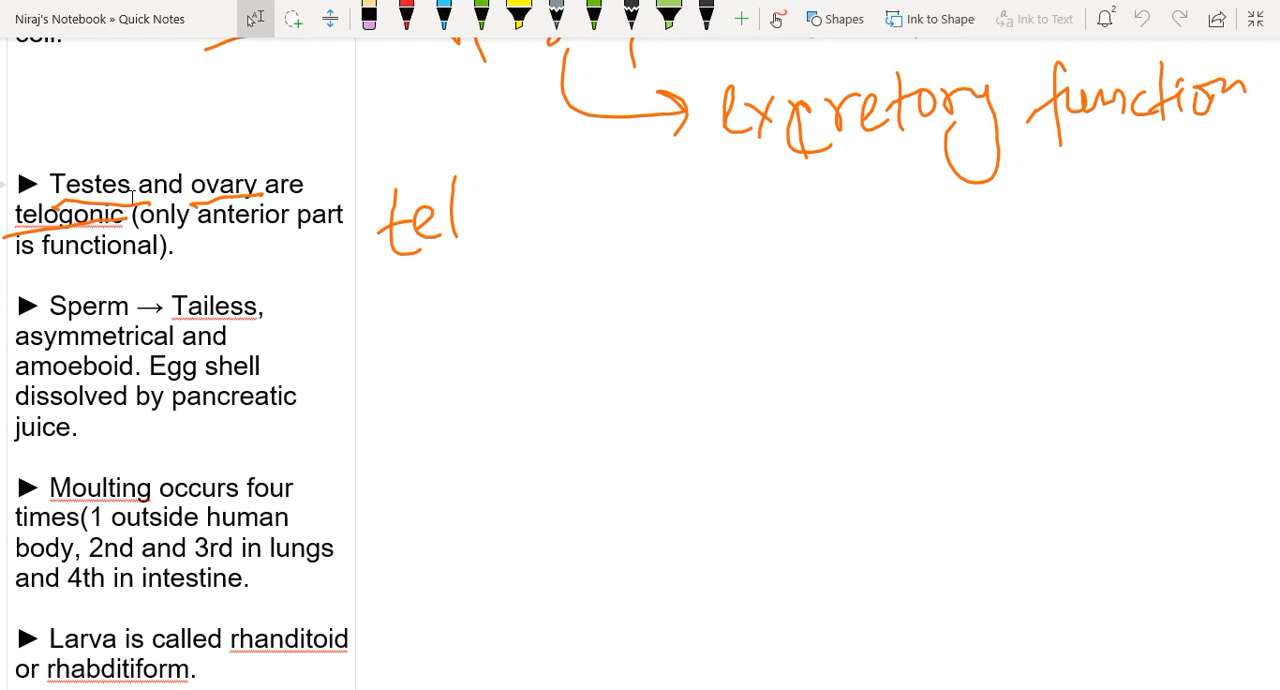 Niraj's Notebook » Quick Notes
Shapes
Ink to Shape
Ink to Text
2
cell.
excretory function
► Testes and ovary are
telogonic (only anterior part
is functional).
tel
► Sperm → Tailess,
asymmetrical and
amoeboid. Egg shell
dissolved by pancreatic
juice.
► Moulting occurs four
times(1 outside human
body, 2nd and 3rd in lungs
and 4th in intestine.
► Larva is called rhanditoid
or rhabditiform.